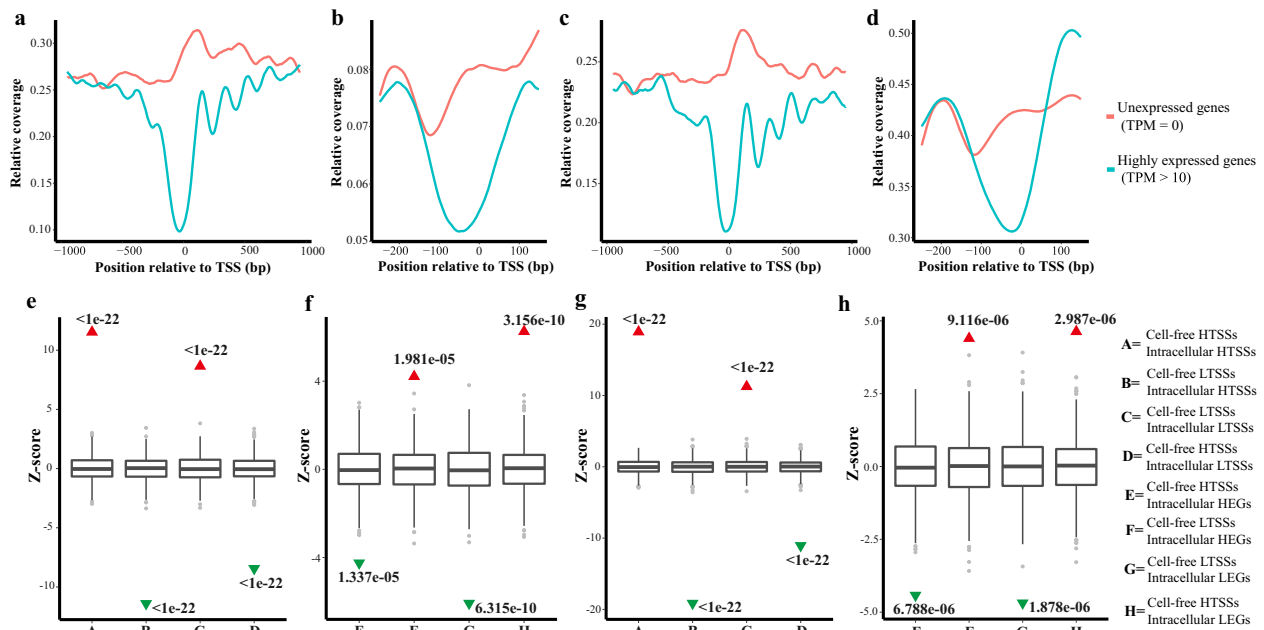 a
b
c
d
Relative coverage
0.30
0.25
0.20
0.15
0.10
−1000
−500
0
500
1000
Position relative to TSS (bp)
Relative coverage
0.08
0.07
0.06
0.05
−200
−100
0
100
Position relative to TSS (bp)
Relative coverage
0.25
0.20
0.15
−1000
−500
0
500
1000
Position relative to TSS (bp)
Relative coverage
0.50
0.45
0.40
0.35
0.30
−200
−100
0
100
Position relative to TSS (bp)
Unexpressed genes
(TPM = 0)
Highly expressed genes
(TPM > 10)
e
f
g
h
Z-score
10
5
0
-5
-10
<1e-22
<1e-22
<1e-22
<1e-22
A
B
C
D
Z-score
4
0
-4
1.337e-05
1.981e-05
6.315e-10
3.156e-10
E
F
G
H
Z-score
20
10
0
-10
-20
<1e-22
<1e-22
<1e-22
<1e-22
A
B
C
D
Z-score
5.0
2.5
0.0
-2.5
-5.0
6.788e-06
9.116e-06
1.878e-06
2.987e-06
E
F
G
H
A= Cell-free HTSSs
Intracellular HTSSs
B= Cell-free LTSSs
Intracellular HTSSs
C= Cell-free LTSSs
Intracellular LTSSs
D= Cell-free HTSSs
Intracellular LTSSs
E= Cell-free HTSSs
Intracellular HEGs
F= Cell-free LTSSs
Intracellular HEGs
G= Cell-free LTSSs
Intracellular LEGs
H= Cell-free HTSSs
Intracellular LEGs